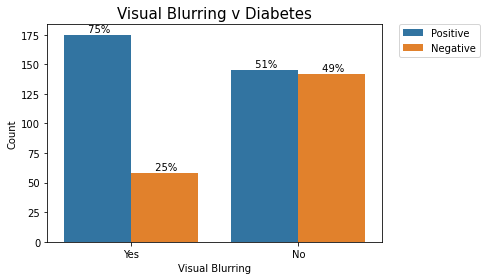 Visual Blurring v Diabetes
Positive
Negative
75%
25%
51%
49%
175
150
125
100
75
50
25
0
Count
Yes
No
Visual Blurring